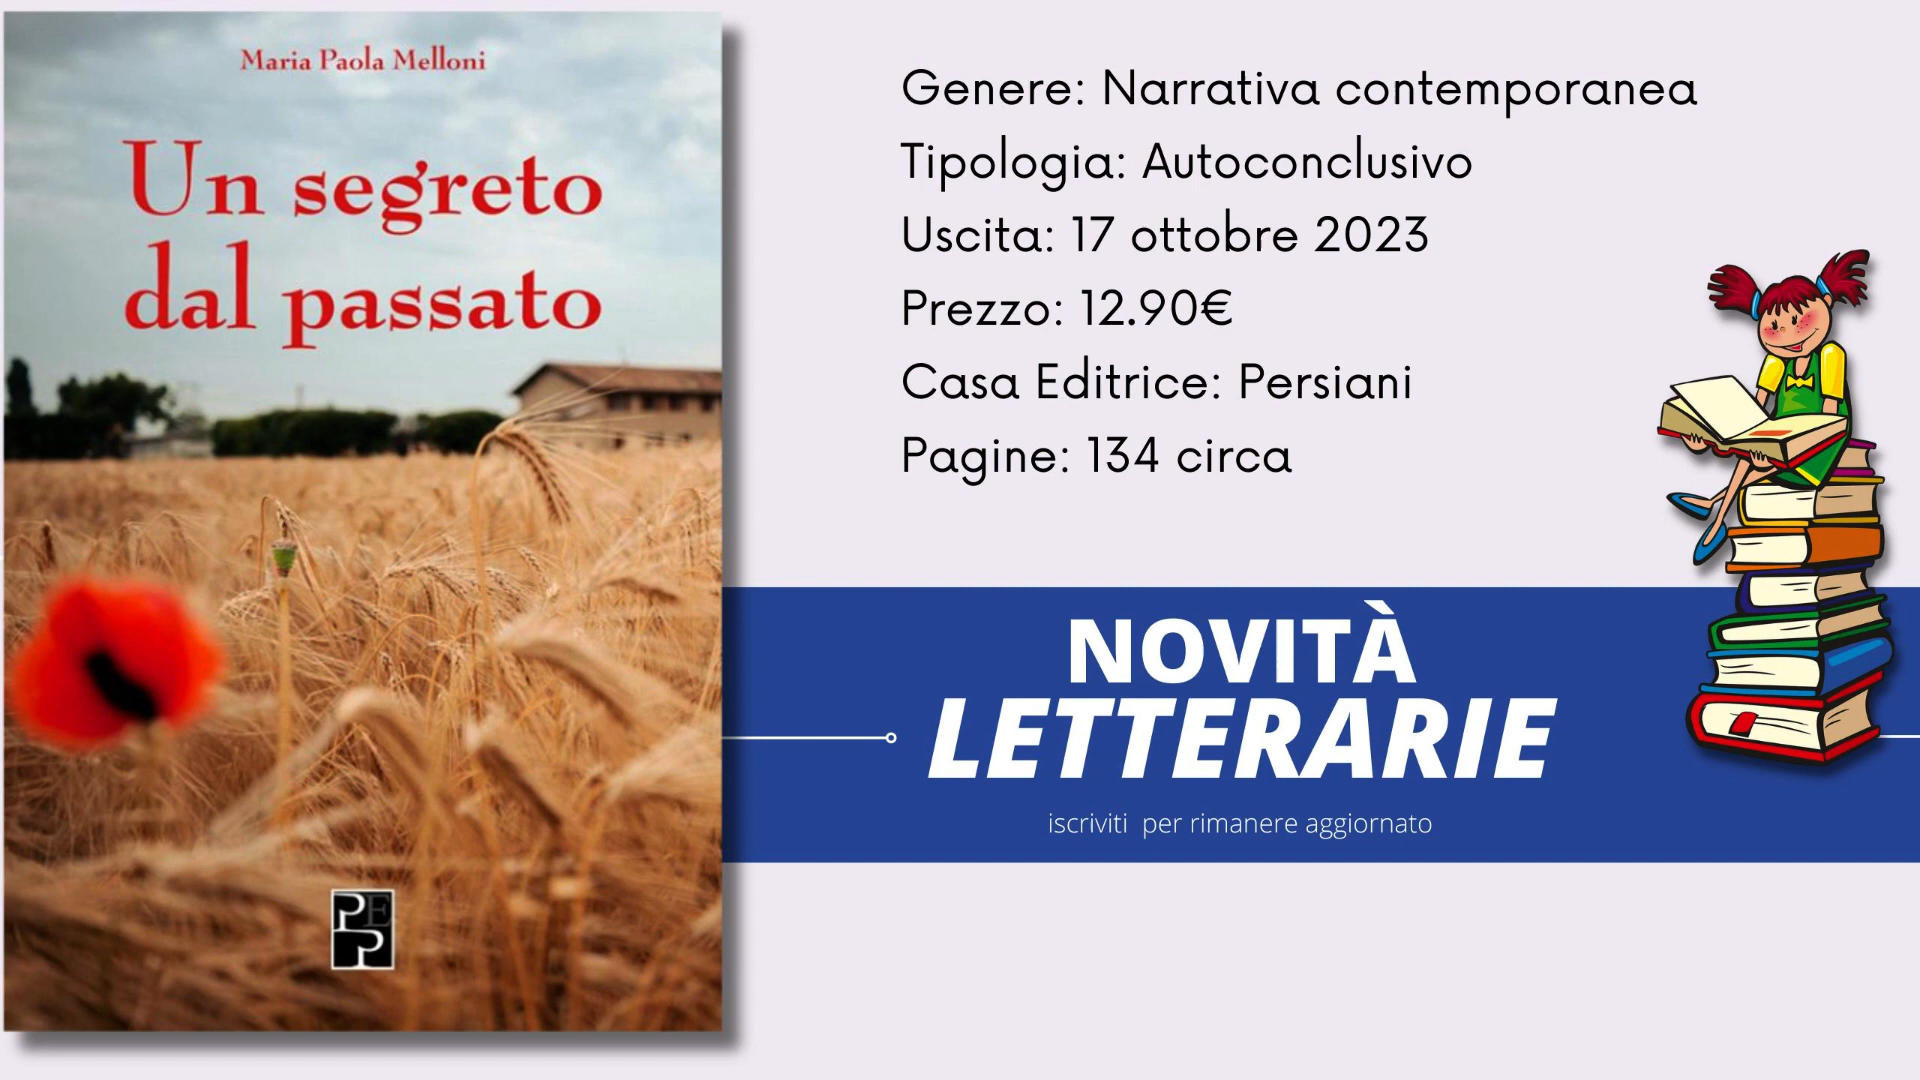 Maria Paola Melloni
Un segreto
dal passato
PEP
Genere: Narrativa contemporanea
Tipologia: Autoconclusivo
Uscita: 17 ottobre 2023
Prezzo: 12.90€
Casa Editrice: Persiani
Pagine: 134 circa
NOVITÀ
LETTERARIE
iscriviti per rimanere aggiornato